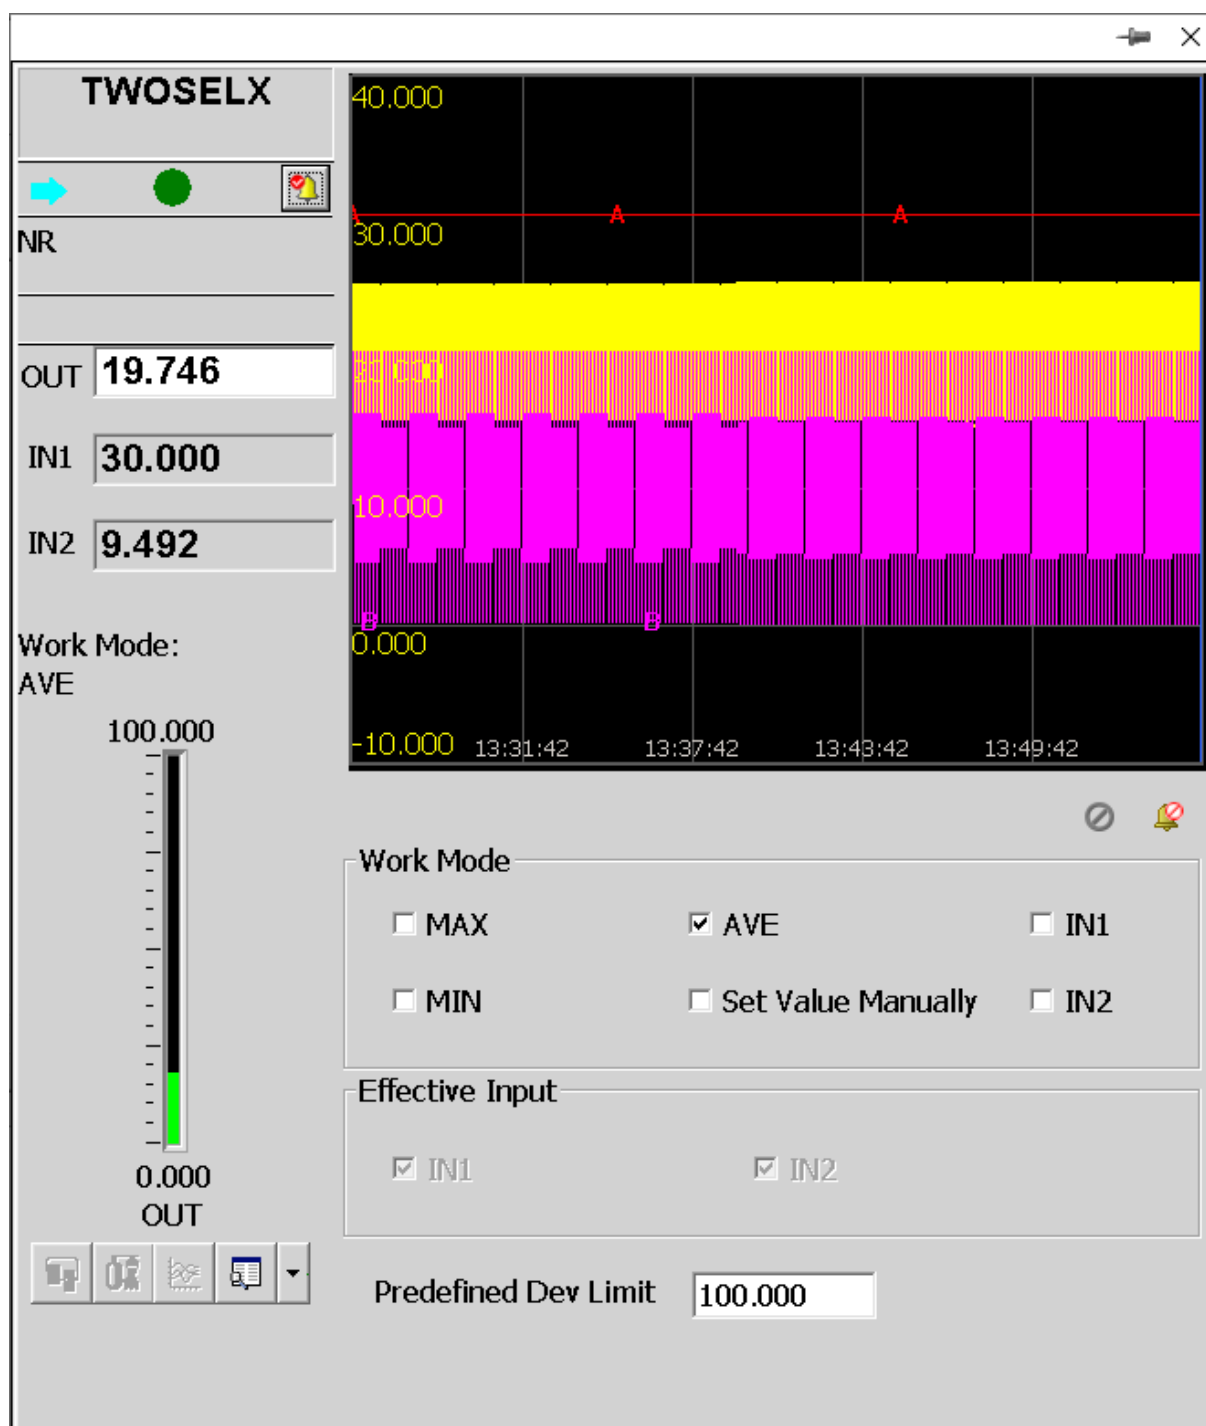 TWOSELX
NR
OUT 19.746
IN1 30.000
IN2 9.492
Work Mode:
AVE
100.000
0.000
OUT
40.000
A A A
30.000
20.000
10.000
B B
0.000
-10.000 13:31:42 13:37:42 13:43:42 13:49:42
Work Mode
MAX AVE IN1
MIN Set Value Manually IN2
Effective Input
IN1 IN2
Predefined Dev Limit 100.000